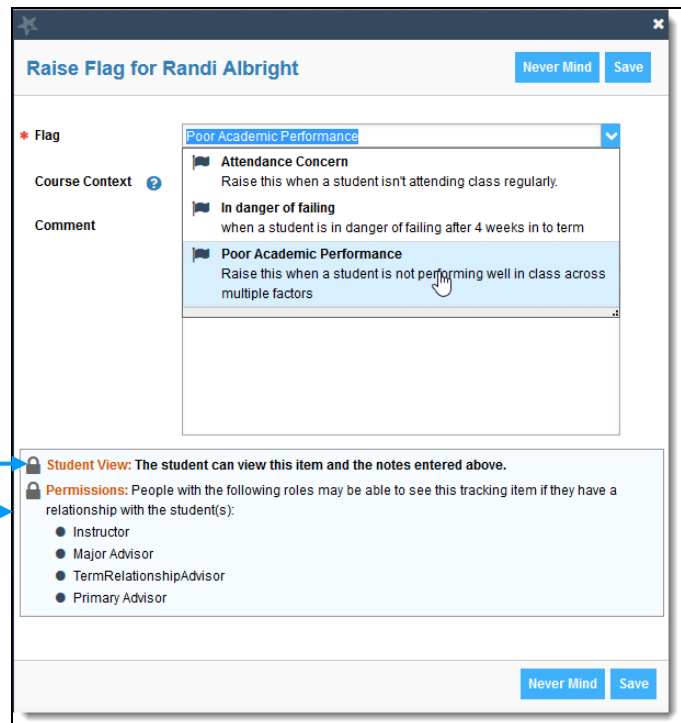 Raise Flag for Randi Albright
Never Mind
Save
* Flag
Poor Academic Performance
Attendance Concern
Raise this when a student isn't attending class regularly.
Course Context ?
In danger of failing
when a student is in danger of failing after 4 weeks in to term
Comment
Poor Academic Performance
Raise this when a student is not performing well in class across
multiple factors
Student View: The student can view this item and the notes entered above.
Permissions: People with the following roles may be able to see this tracking item if they have a
relationship with the student(s):
Instructor
Major Advisor
TermRelationshipAdvisor
Primary Advisor
Never Mind
Save